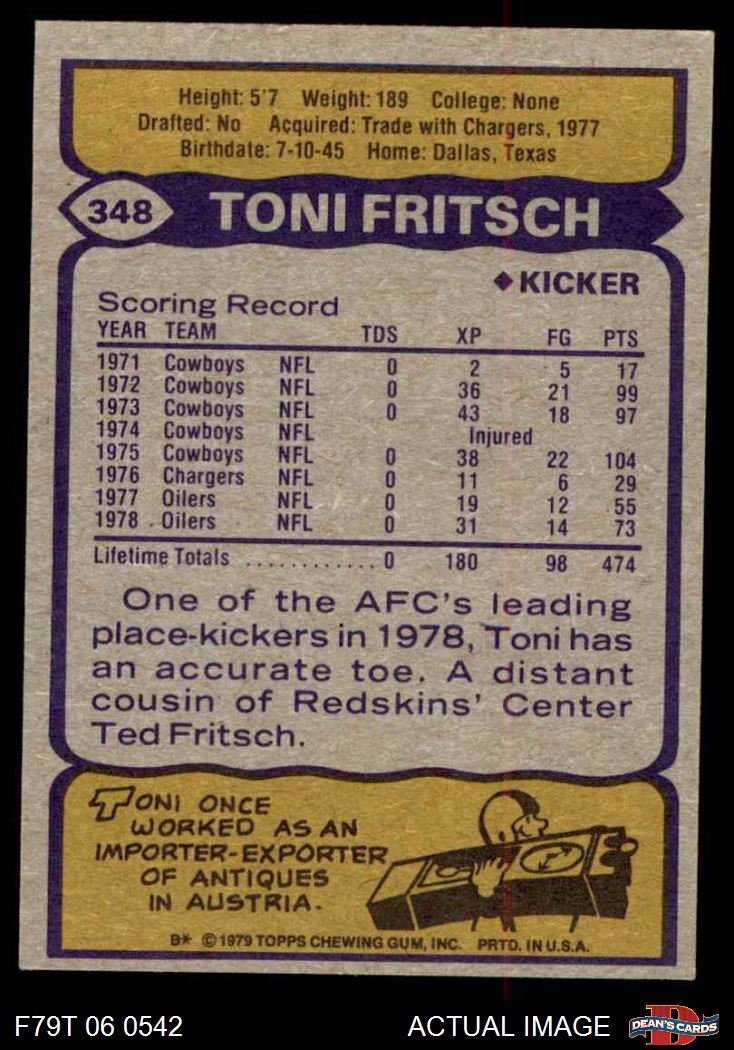 Height: 5'7 Weight: 189 College: None
Drafted: No Acquired: Trade with Chargers, 1977
Birthdate: 7-10-45 Home: Dallas, Texas
348 TONI FRITSCH
◆KICKER
Scoring Record
YEAR TEAM TDS XP FG PTS
1971 Cowboys NFL 0 2 5 17
1972 Cowboys NFL 0 36 21 99
1973 Cowboys NFL 0 43 18 97
1974 Cowboys NFL Injured
1975 Cowboys NFL 0 38 22 104
1976 Chargers NFL 0 11 6 29
1977 Oilers NFL 0 19 12 55
1978 Oilers NFL 0 31 14 73
Lifetime Totals ............ 0 180 98 474
One of the AFC's leading
place-kickers in 1978, Toni has
an accurate toe. A distant
cousin of Redskins' Center
Ted Fritsch.
TONI ONCE
WORKED AS AN
IMPORTER-EXPORTER
OF ANTIQUES
IN AUSTRIA.
B* © 1979 TOPPS CHEWING GUM, INC. PRTD. IN U.S.A.
F79T 06 0542 ACTUAL IMAGE D DEAN'S CARDS